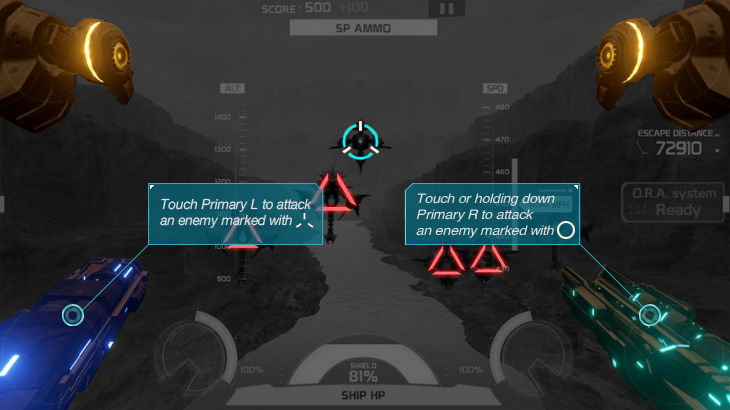 SCORE: 500 +100
SP AMMO
ALT
SPD
1400
1300
1200
1100
1000
900
480
470
460
ESCAPE DISTANCE
72910
O.R.A. system
Ready
Touch Primary L to attack
an enemy marked with
Touch or holding down
Primary R to attack
an enemy marked with
100%
100%
SHIELD
81%
SHIP HP